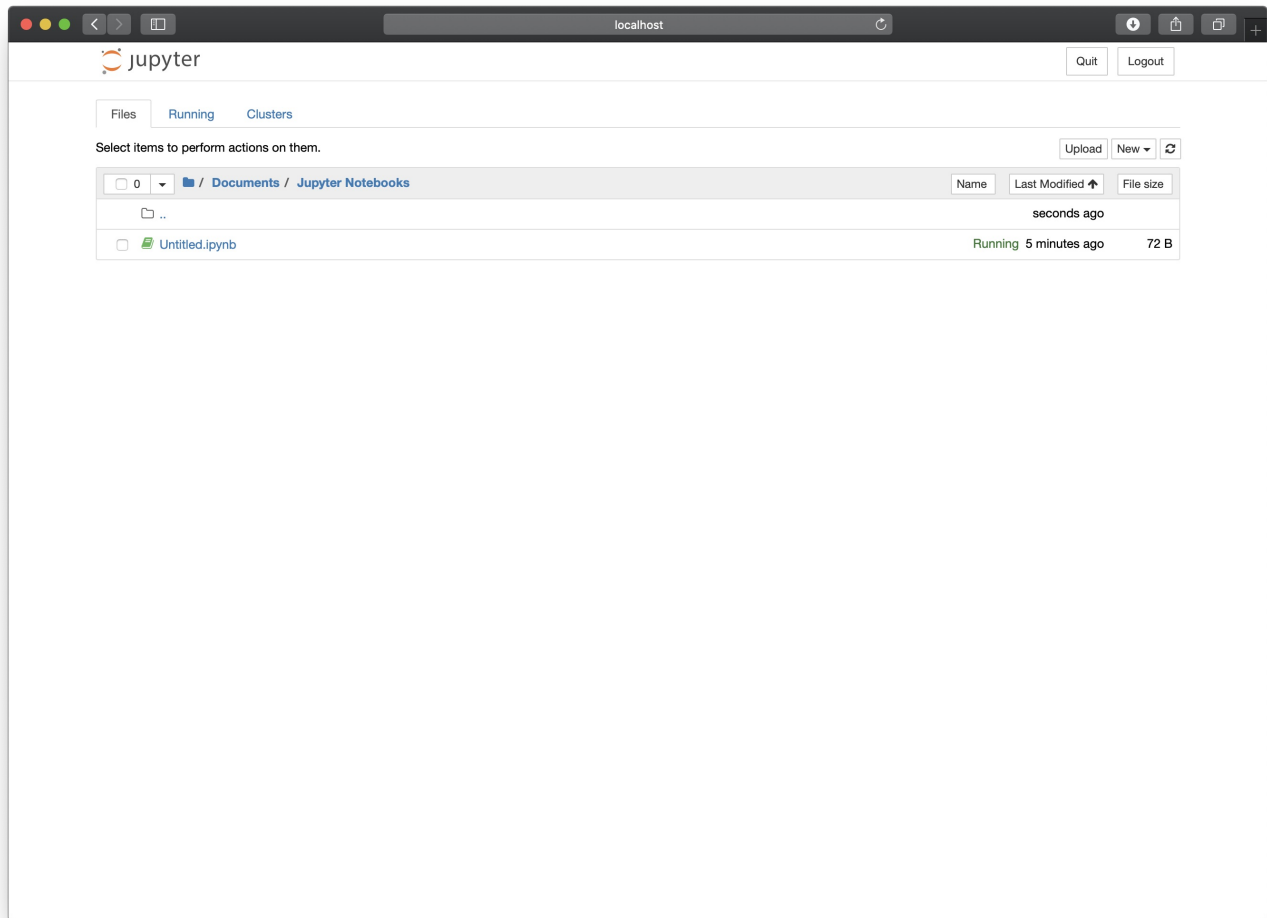 localhost
jupyter
Quit Logout
Files Running Clusters
Select items to perform actions on them.
Upload New
0 / Documents / Jupyter Notebooks Name Last Modified File size
.. seconds ago
Untitled.ipynb Running 5 minutes ago 72 B